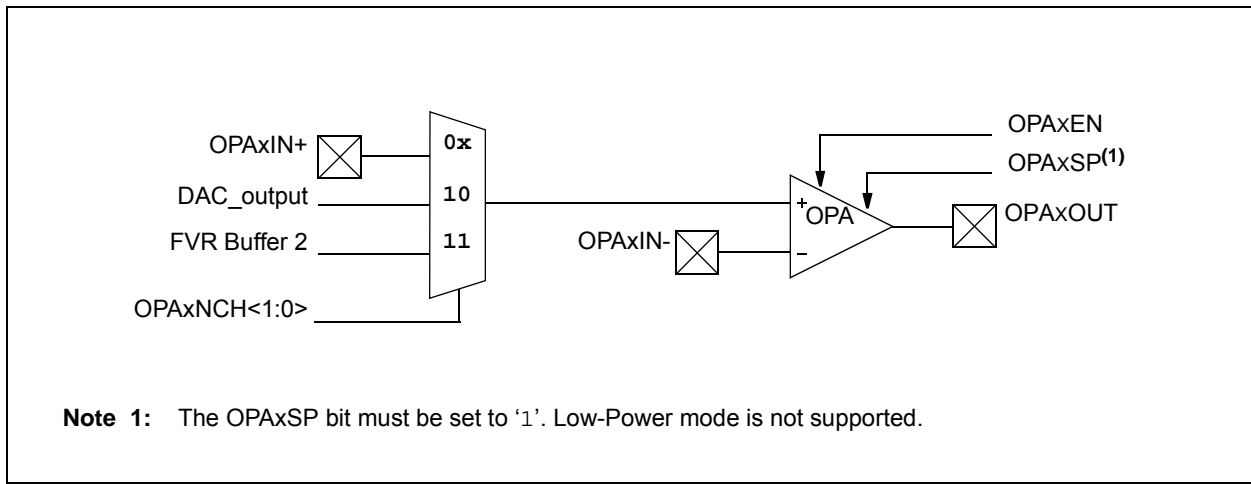 OPAxIN+
DAC_output
FVR Buffer 2
OPAxNCH<1:0>
0x
10
11
OPAxIN-
+
OPA
–
OPAxEN
OPAxSP(1)
OPAxOUT
Note 1: The OPAxSP bit must be set to ‘1’. Low-Power mode is not supported.